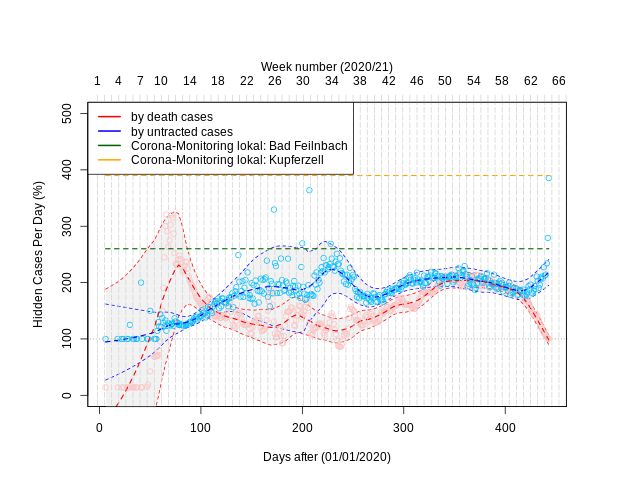 Week number (2020/21)
1 4 7 10 14 18 22 26 30 34 38 42 46 50 54 58 62 66
500
400
300
200
100
0
Hidden Cases Per Day (%)
by death cases
by untracted cases
Corona-Monitoring lokal: Bad Feilnbach
Corona-Monitoring lokal: Kupferzell
0 100 200 300 400
Days after (01/01/2020)